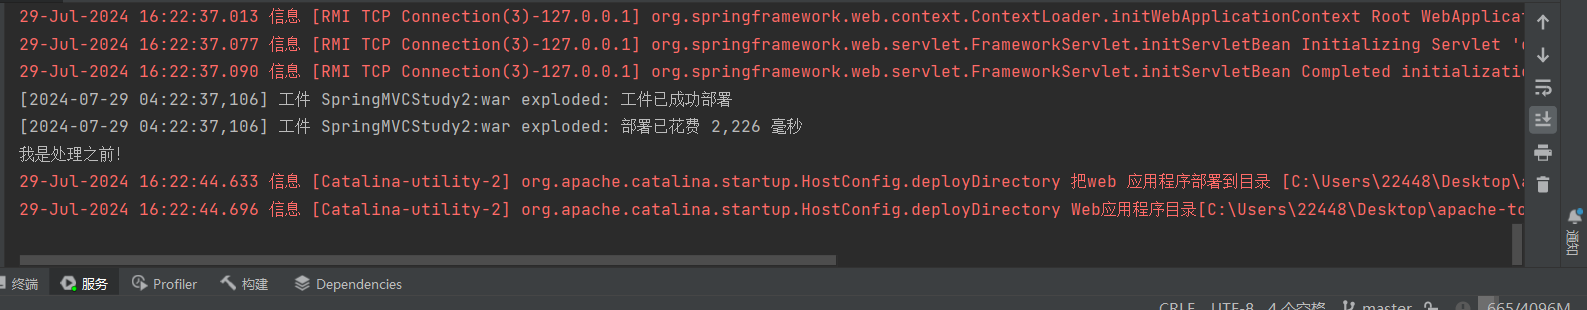 29-Jul-2024 16:22:37.013 信息 [RMI TCP Connection(3)-127.0.0.1] org.springframework.web.context.ContextLoader.initWebApplicationContext Root WebApplicat
29-Jul-2024 16:22:37.077 信息 [RMI TCP Connection(3)-127.0.0.1] org.springframework.web.servlet.FrameworkServlet.initServletBean Initializing Servlet '
29-Jul-2024 16:22:37.090 信息 [RMI TCP Connection(3)-127.0.0.1] org.springframework.web.servlet.FrameworkServlet.initServletBean Completed initializati
[2024-07-29 04:22:37,106] 工件 SpringMVCStudy2:war exploded: 工件已成功部署
[2024-07-29 04:22:37,106] 工件 SpringMVCStudy2:war exploded: 部署已花费 2,226 毫秒
我是处理之前!
29-Jul-2024 16:22:44.633 信息 [Catalina-utility-2] org.apache.catalina.startup.HostConfig.deployDirectory 把web 应用程序部署到目录 [C:\Users\22448\Desktop\a
29-Jul-2024 16:22:44.696 信息 [Catalina-utility-2] org.apache.catalina.startup.HostConfig.deployDirectory Web应用程序目录[C:\Users\22448\Desktop\apache-to
通知
终端 服务 Profiler 构建 Dependencies
CRLF UTF-8 4 个空格 master 665/4096M